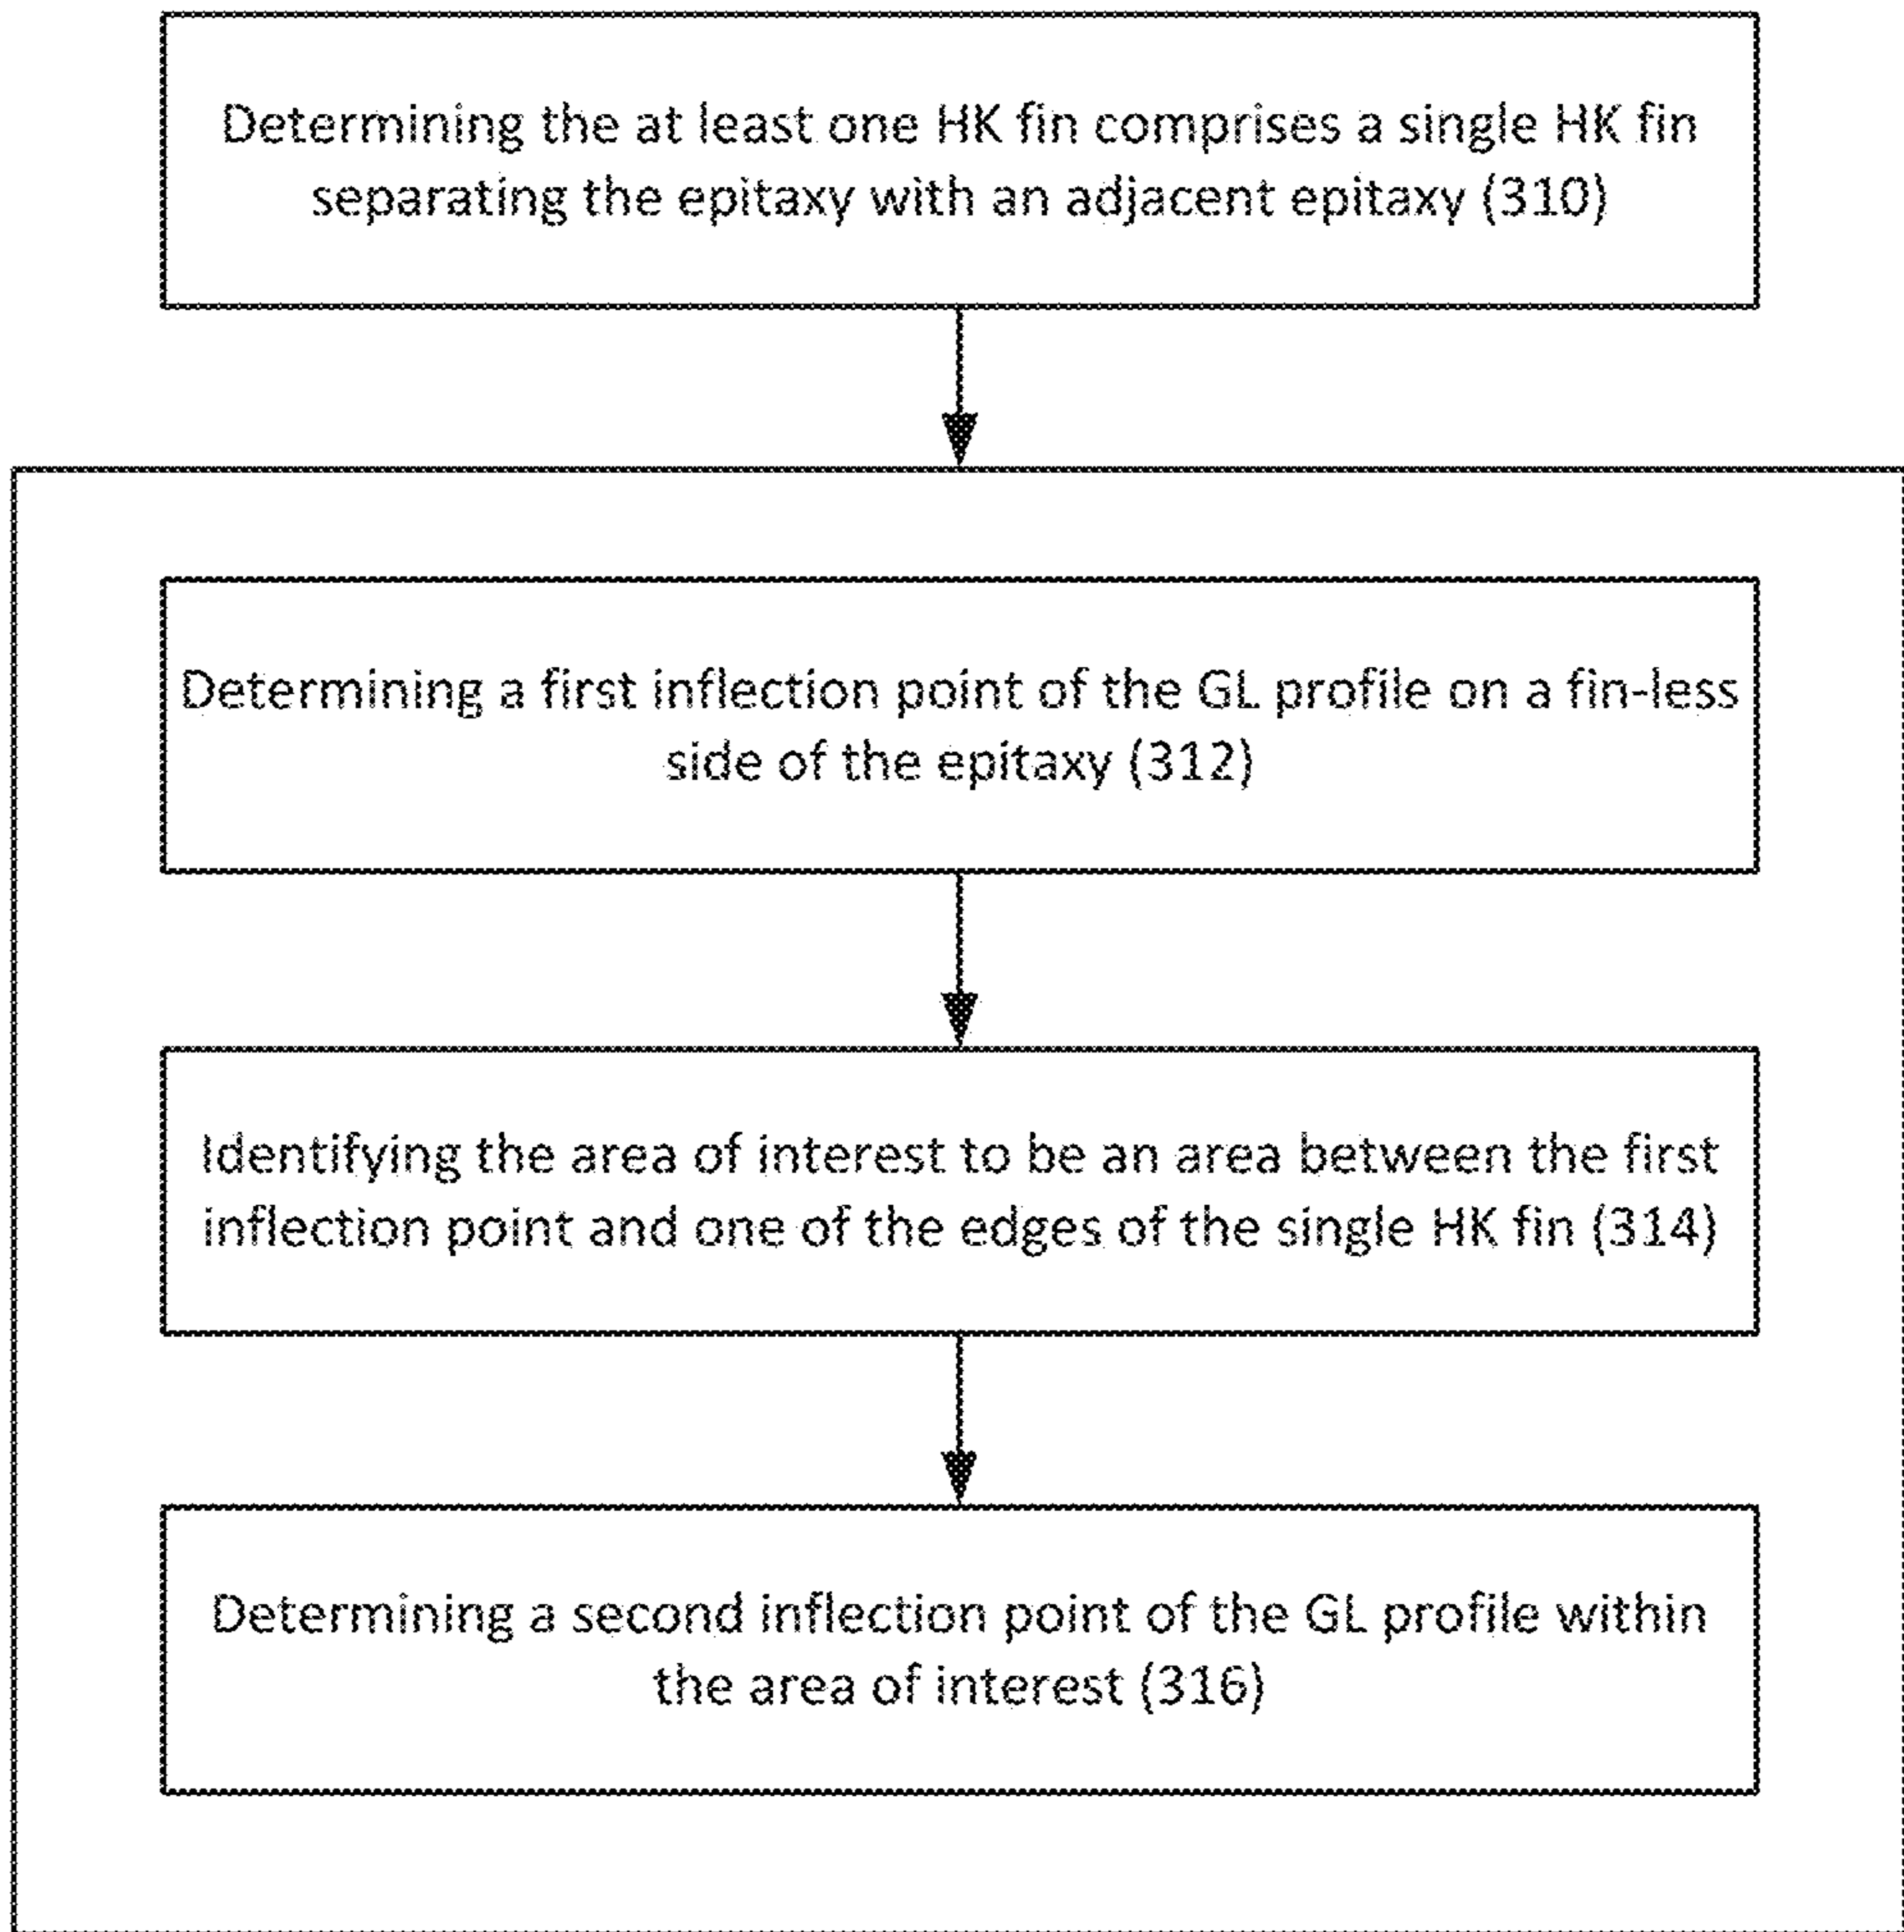 Determining the at least one HK fin comprises a single HK fin
separating the epitaxy with an adjacent epitaxy (310)
Determining a first inflection point of the GL profile on a fin-less
side of the epitaxy (312)
Identifying the area of interest to be an area between the first
inflection point and one of the edges of the single HK fin (314)
Determining a second inflection point of the GL profile within
the area of interest (316)